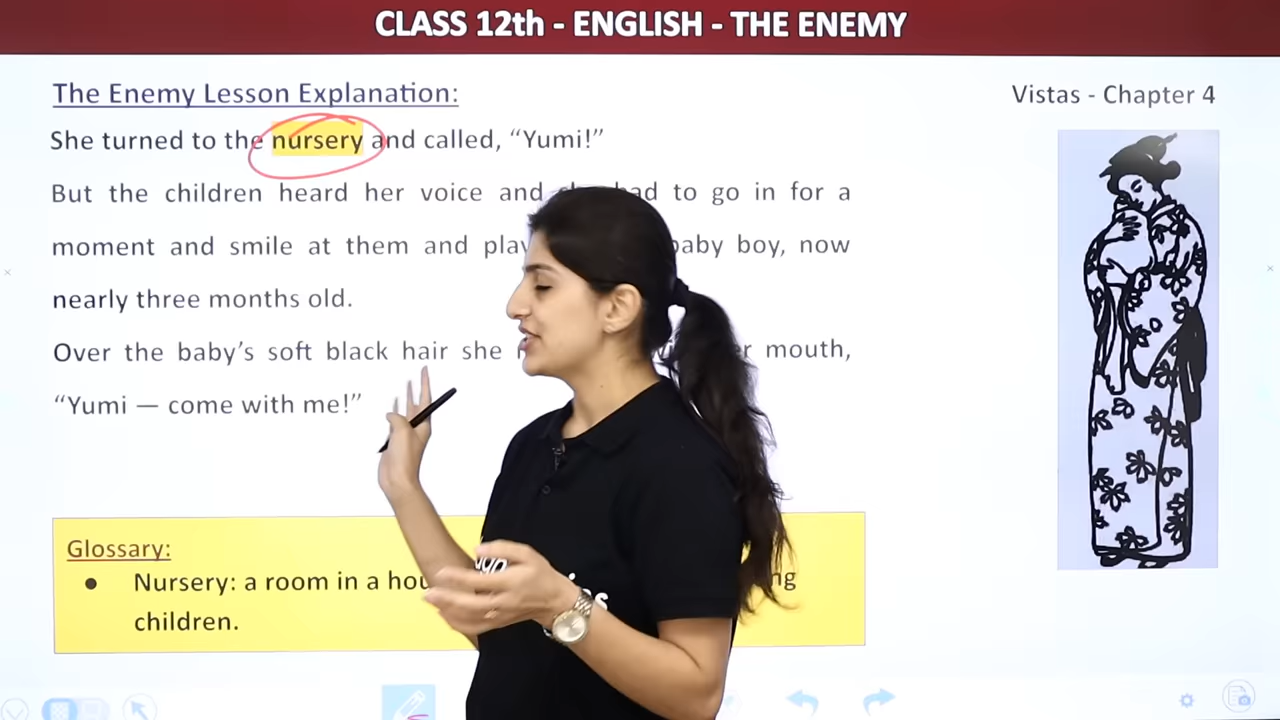 CLASS 12th - ENGLISH - THE ENEMY
The Enemy Lesson Explanation:
Vistas - Chapter 4
She turned to the nursery and called, “Yumi!”
But the children heard her voice and had to go in for a
moment and smile at them and baby boy, now
nearly three months old.
Over the baby’s soft black hair she mouth,
“Yumi — come with me!”
Glossary:
● Nursery: a room in a
children.